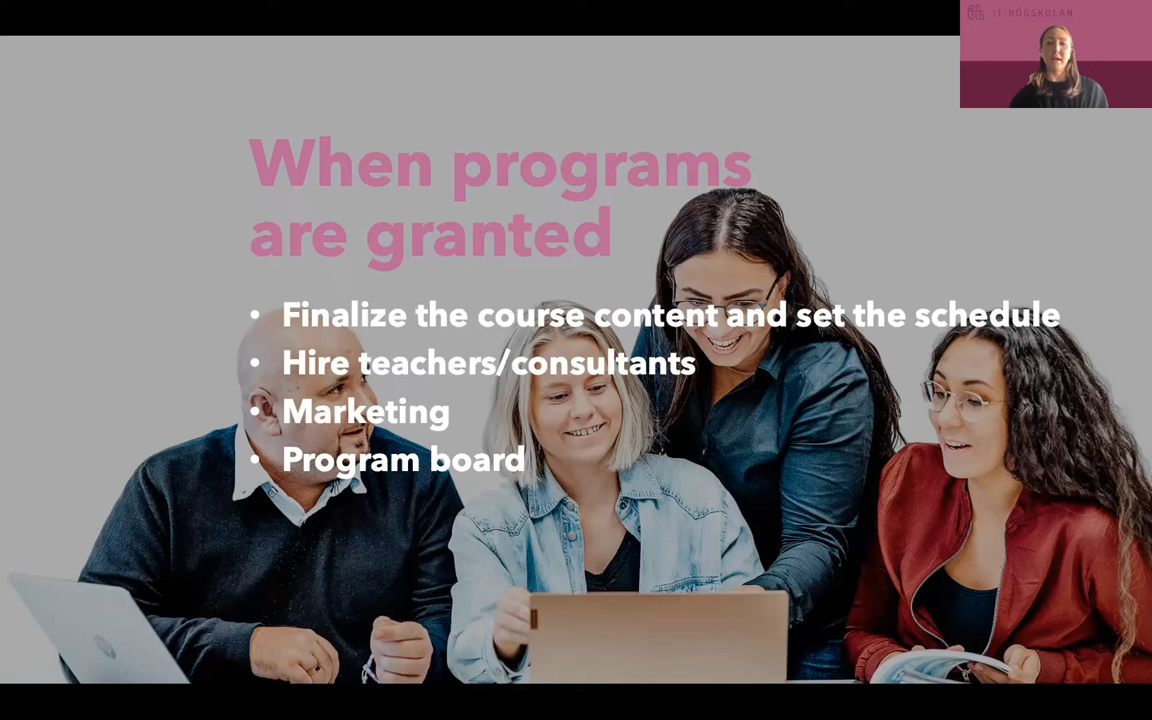 IT-HÖGSKOLAN
When programs
are granted
• Finalize the course content and set the schedule
• Hire teachers/consultants
• Marketing
• Program board